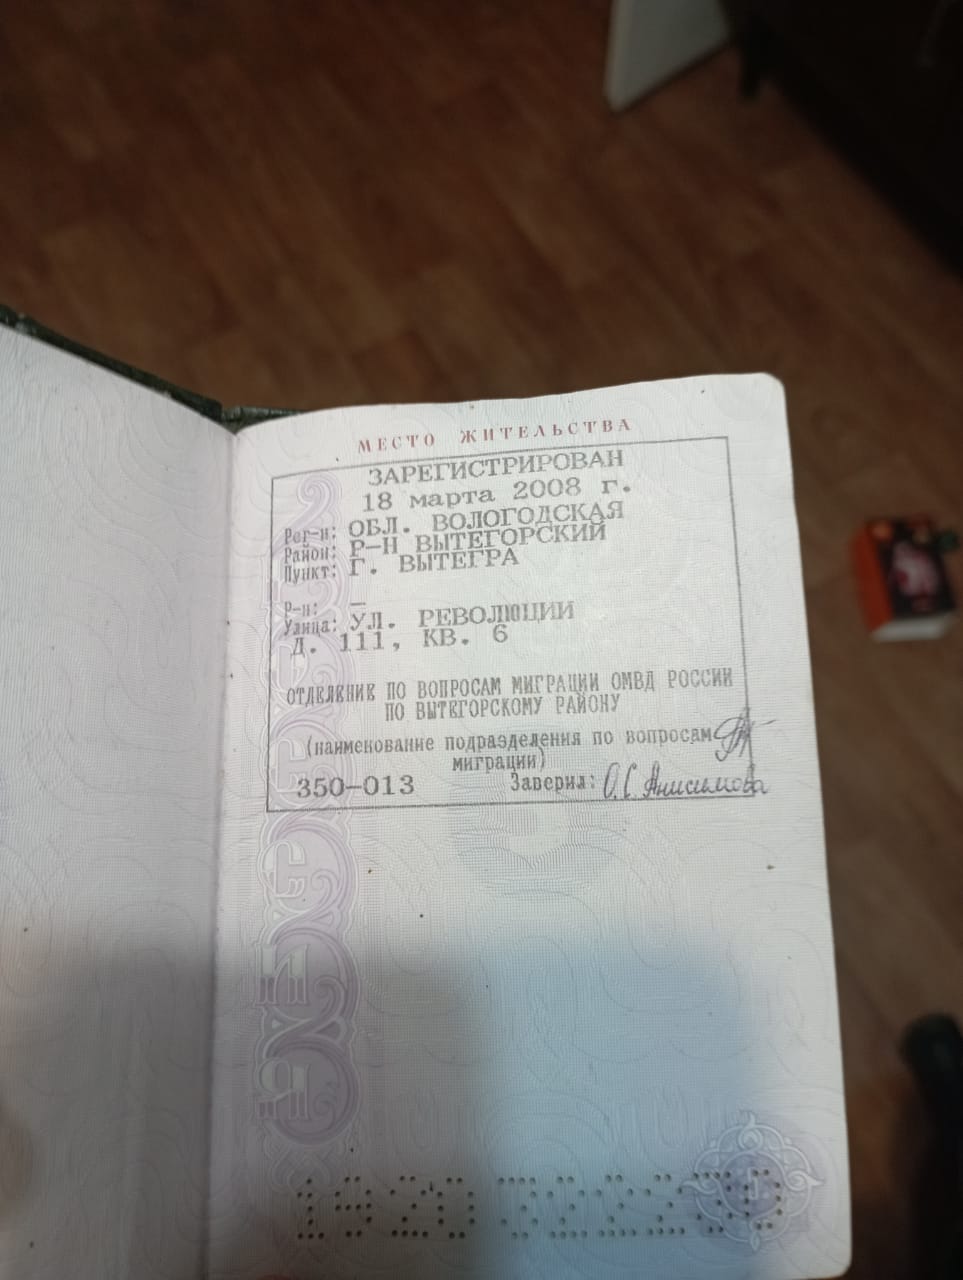 МЕСТО ЖИТЕЛЬСТВА
ЗАРЕГИСТРИРОВАН
18 марта 2008 г.
Рег-н: ОБЛ. ВОЛОГОДСКАЯ
Район: Р-Н ВЫТЕГОРСКИЙ
Пункт: Г. ВЫТЕГРА
Р-н: –
Улица: УЛ. РЕВОЛЮЦИИ
Д. 111, КВ. 6
ОТДЕЛЕНИЕ ПО ВОПРОСАМ МИГРАЦИИ ОМВД РОССИИ
ПО ВЫТЕГОРСКОМУ РАЙОНУ
(наименование подразделения по вопросам
миграции)
350-013 Заверил: О.С Анисимова